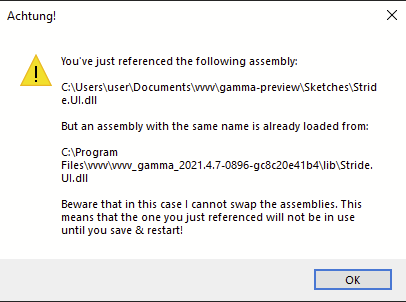 Achtung!
You've just referenced the following assembly:
C:\Users\user\Documents\vvvv\gamma-preview\Sketches\Strid
e.UI.dll
But an assembly with the same name is already loaded from:
C:\Program
Files\vvvv\vvvv_gamma_2021.4.7-0896-gc8c20e41b4\lib\Stride.
UI.dll
Beware that in this case I cannot swap the assemblies. This
means that the one you just referenced will not be in use
until you save & restart!
OK